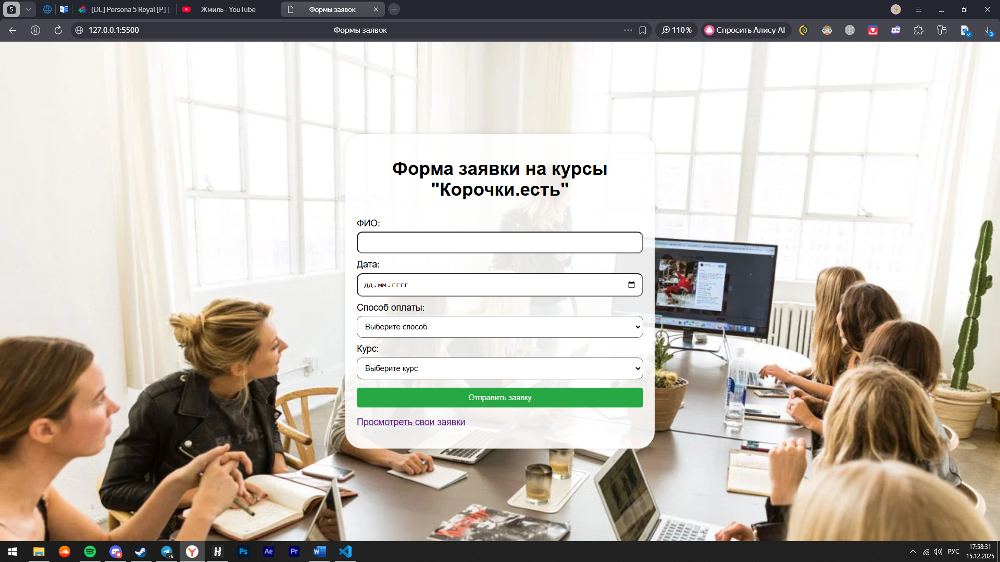 5
[DL] Persona 5 Royal [P] [
Жмиль - YouTube
Формы заявок
Я
127.0.0.1:5500
Формы заявок
110 %
Спросить Алису AI
3
Форма заявки на курсы
"Корочки.есть"
ФИО:
Дата:
дд.мм.гггг
Способ оплаты:
Выберите способ
Курс:
Выберите курс
Отправить заявку
Просмотреть свои заявки
.76
Y
H
Ps
Ae
Pr
W
РУС
17:58:31
15.12.2025